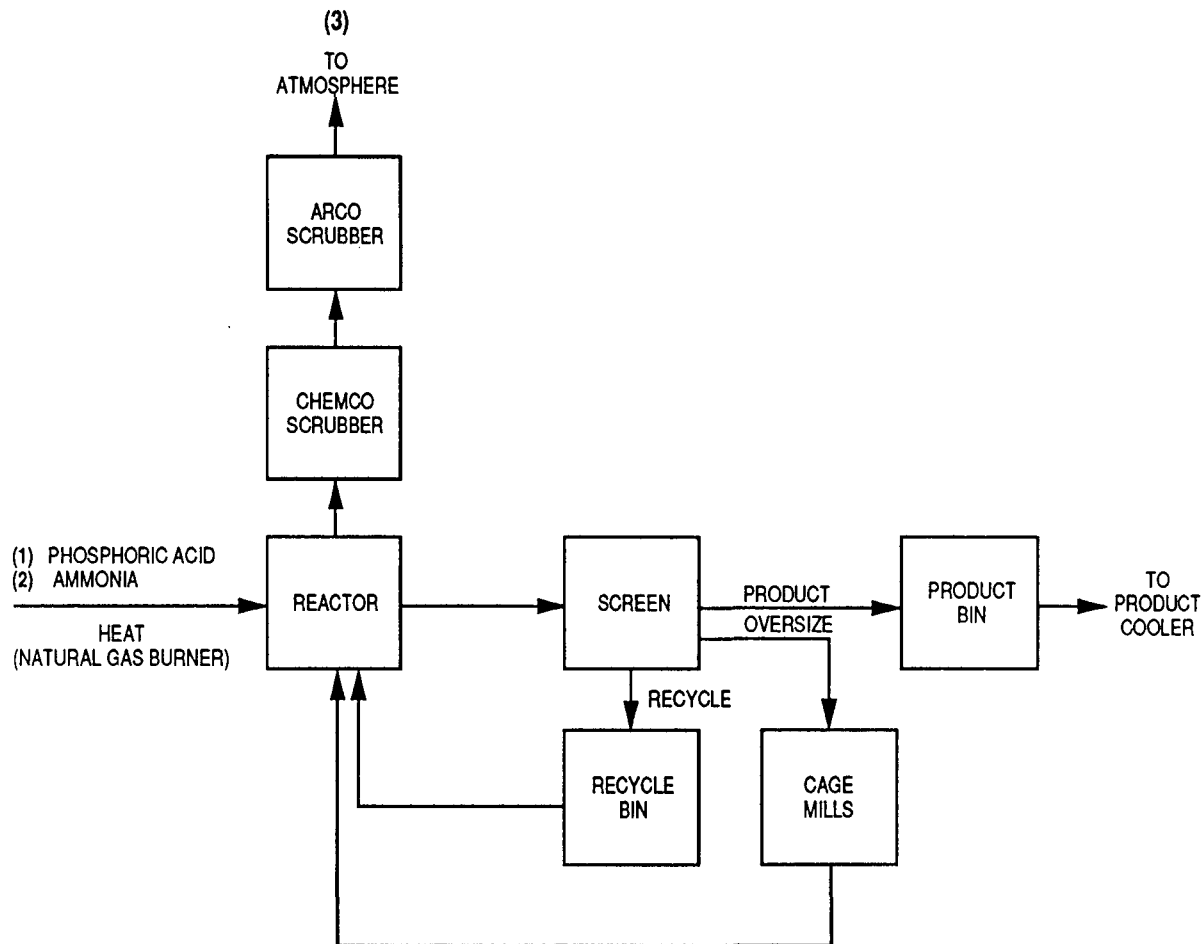 (3)
TO
ATMOSPHERE
ARCO
SCRUBBER
CHEMCO
SCRUBBER
(1) PHOSPHORIC ACID
(2) AMMONIA
HEAT
(NATURAL GAS BURNER)
REACTOR
SCREEN
PRODUCT
OVERSIZE
PRODUCT
BIN
TO
PRODUCT
COOLER
RECYCLE
RECYCLE
BIN
CAGE
MILLS